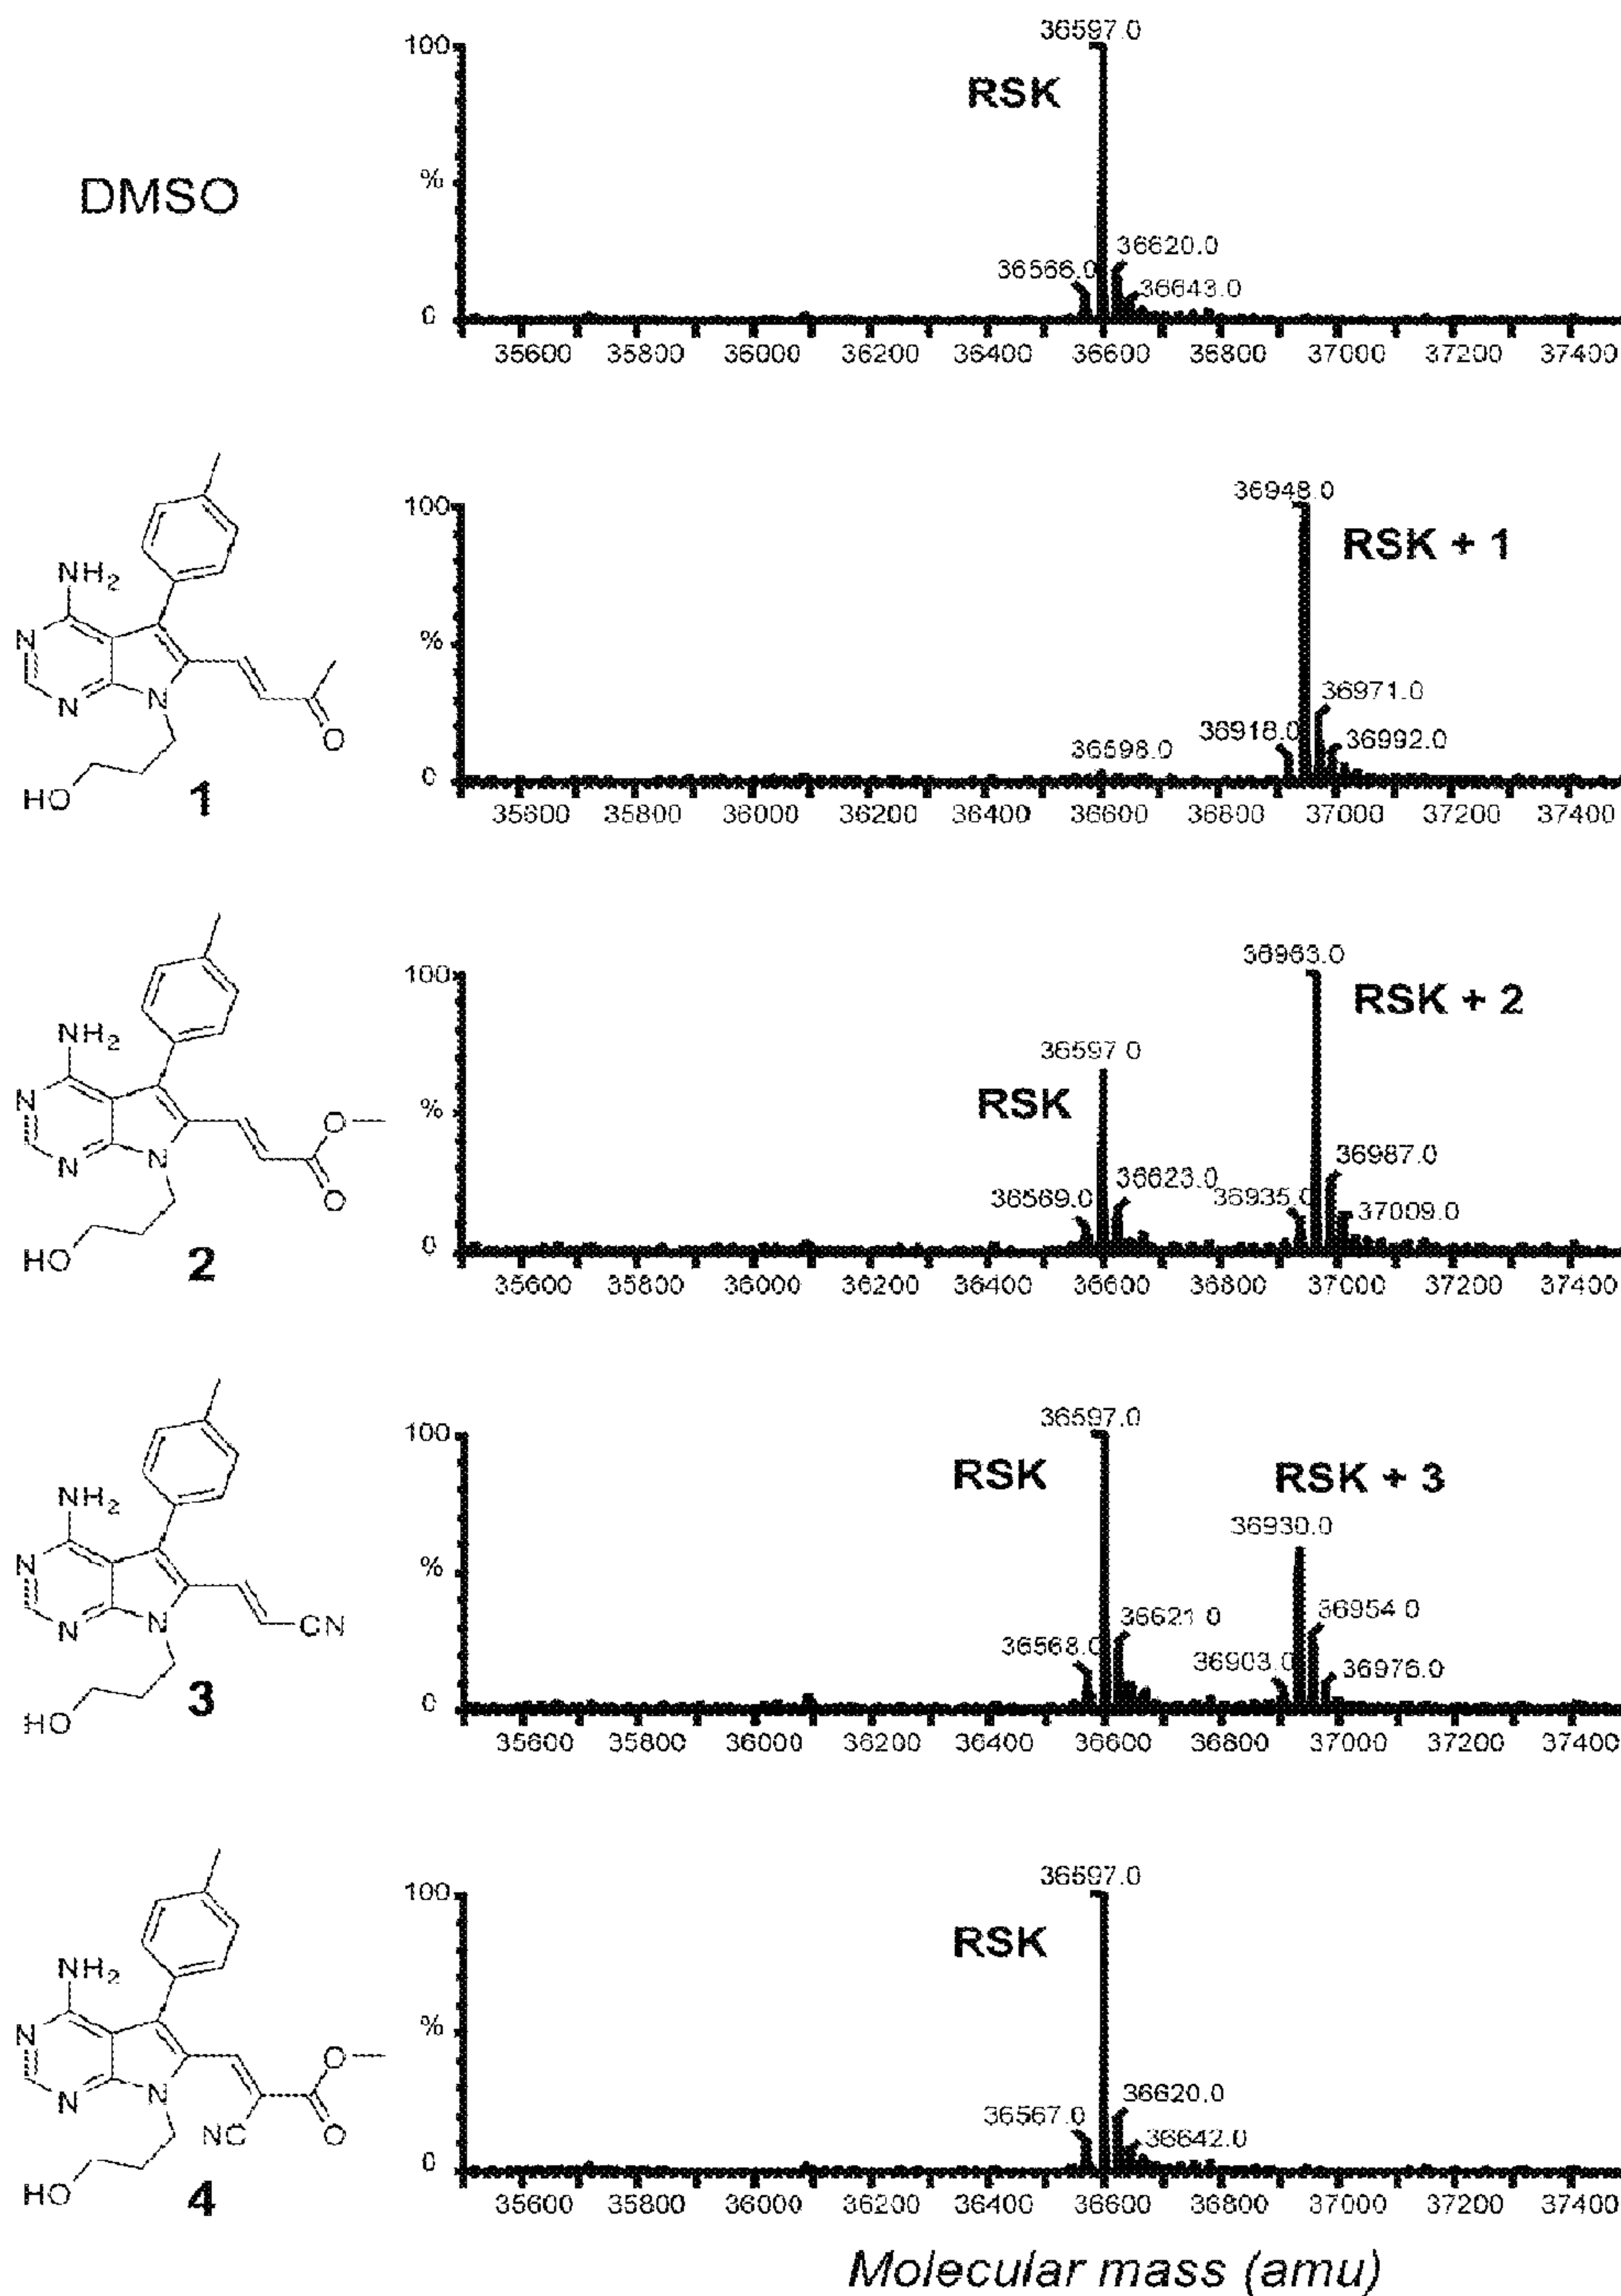 36597.0
100
RSK
%
DMSO
36620.0
36566.0
36643.0
0
35600 35800 36000 36200 36400 36600 36800 37000 37200 37400
36948.0
100
RSK + 1
NH2
%
N
36971.0
36918.0
36992.0
N N
36598.0
O
0
HO 1
35600 35800 36000 36200 36400 36600 36800 37000 37200 37400
36963.0
100
RSK + 2
NH2
36597.0
RSK
N
%
O
36987.0
N N
36569.0 36623.0 36935.0
37009.0
O
0
HO 2
35600 35800 36000 36200 36400 36600 36800 37000 37200 37400
36597.0
100
RSK RSK + 3
NH2
36930.0
N
%
36621.0 36954.0
N N CN
36568.0 36903.0 36976.0
0
HO 3
35600 35800 36000 36200 36400 36600 36800 37000 37200 37400
36597.0
100
RSK
NH2
%
N
O
36620.0
N N
36567.0
NC O
36642.0
0
HO 4
35600 35800 36000 36200 36400 36600 36800 37000 37200 37400
Molecular mass (amu)